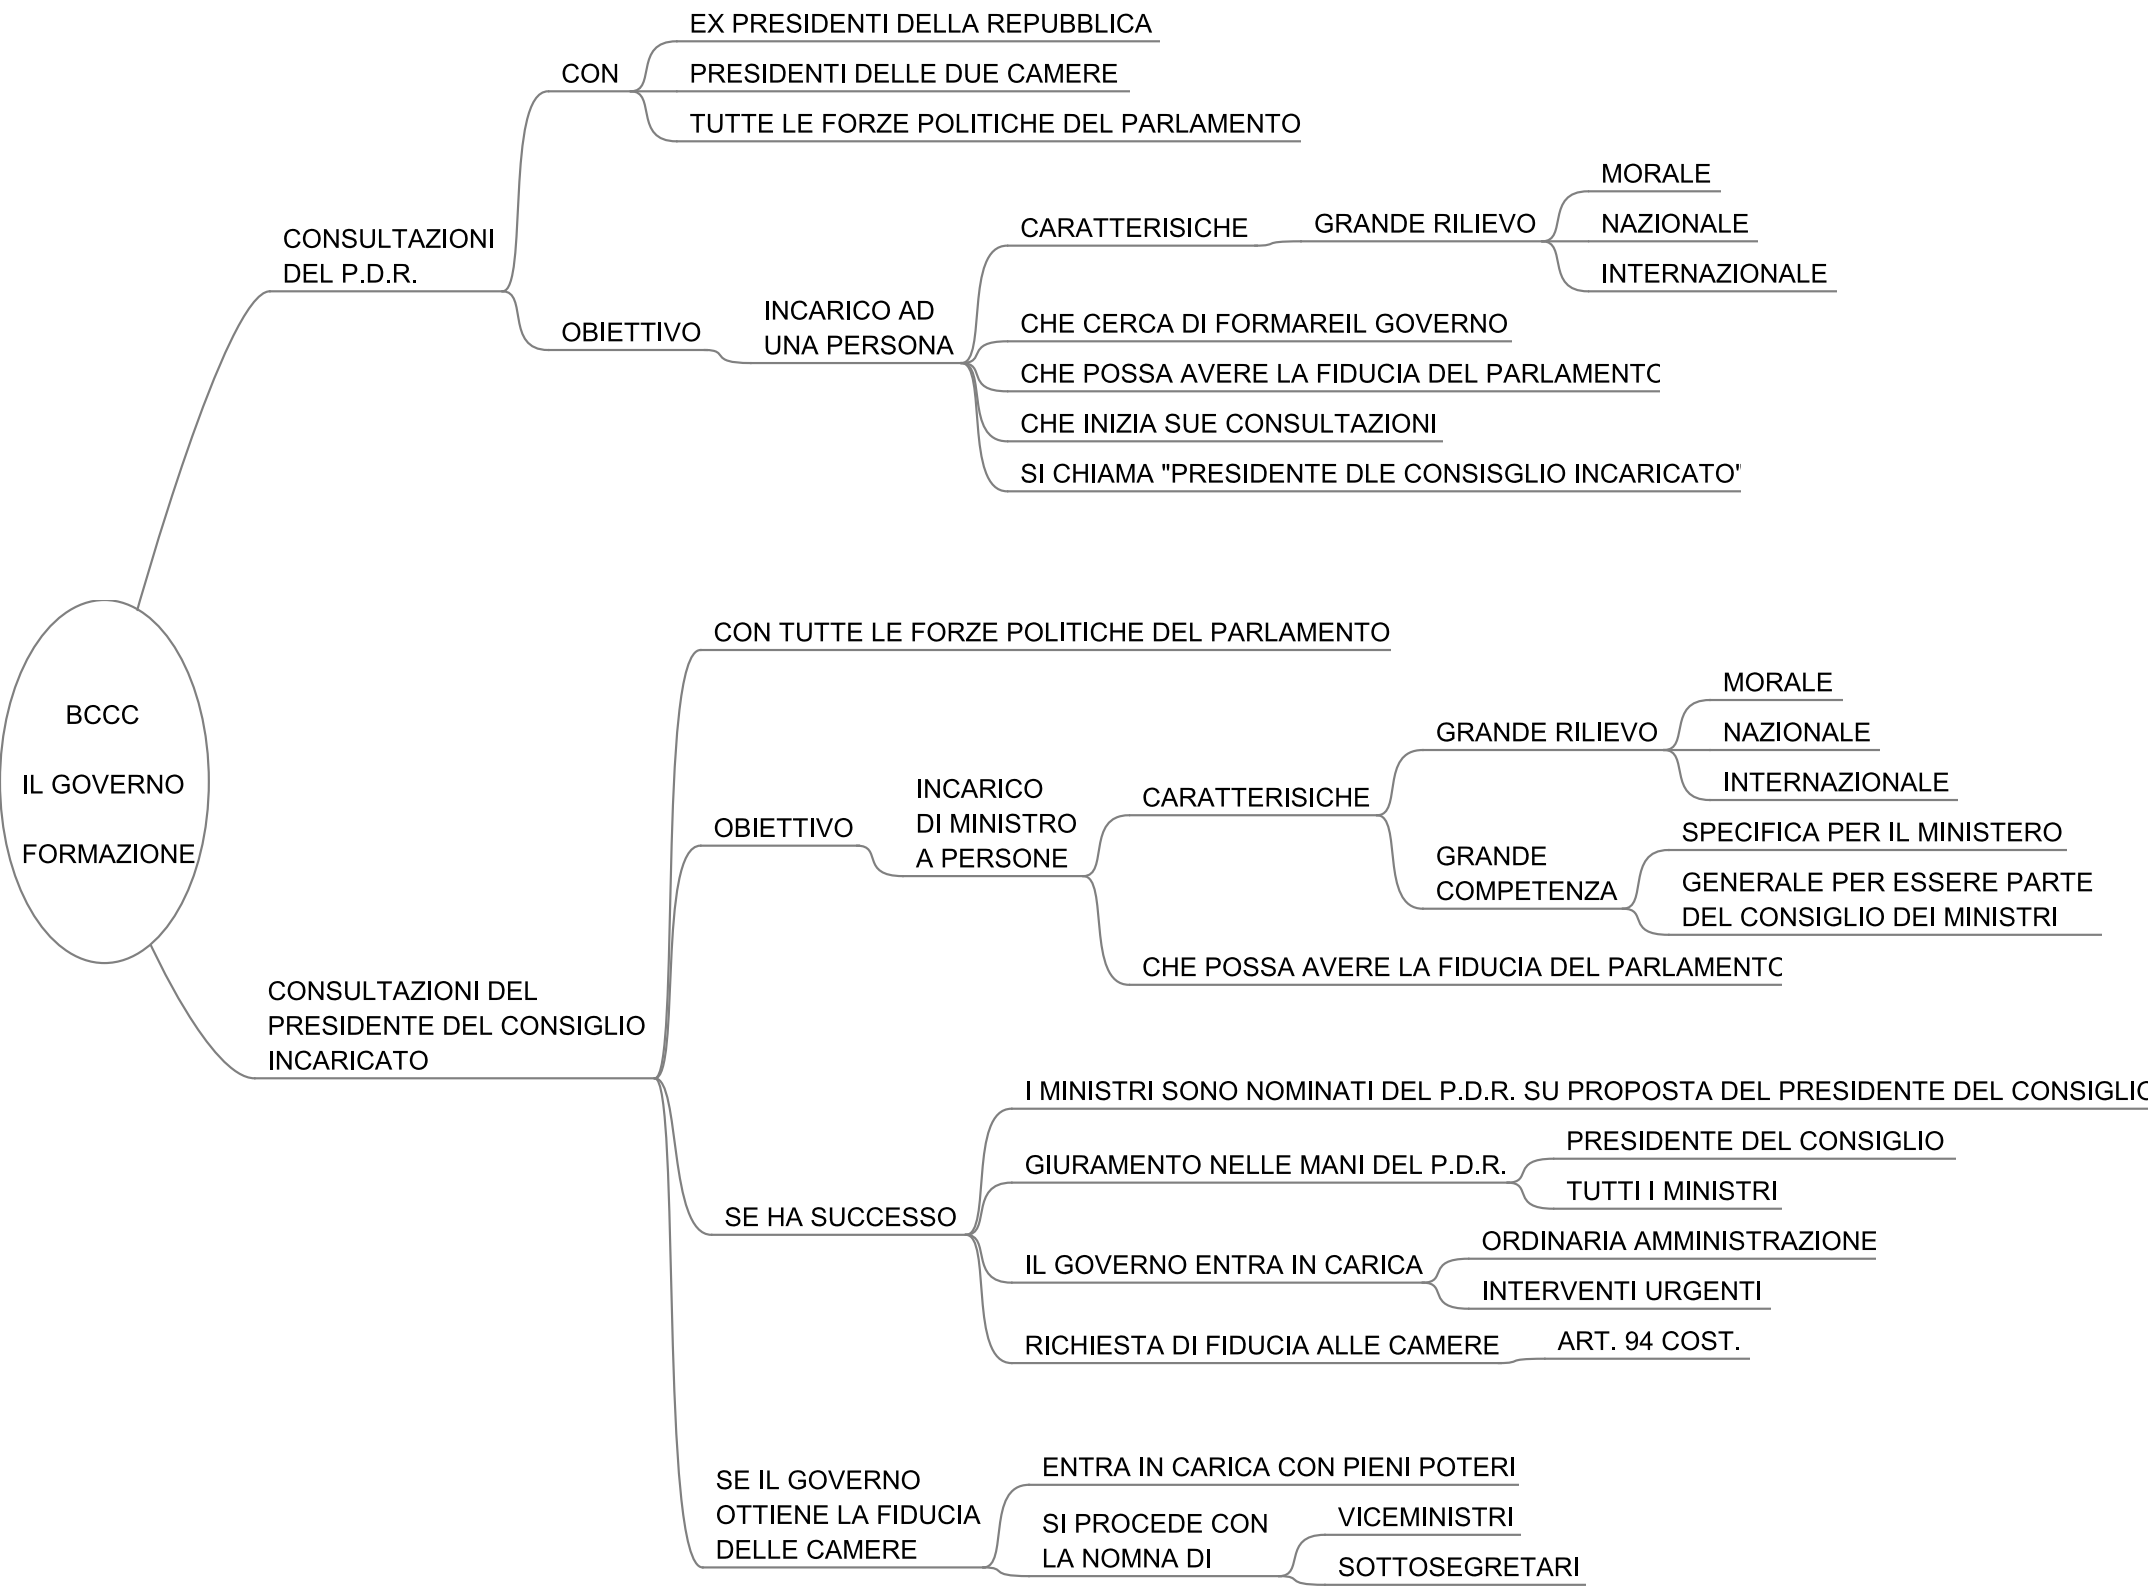 EX PRESIDENTI DELLA REPUBBLICA
CON
PRESIDENTI DELLE DUE CAMERE
TUTTE LE FORZE POLITICHE DEL PARLAMENTO
CONSULTAZIONI
DEL P.D.R.
MORALE
CARATTERISICHE
GRANDE RILIEVO
NAZIONALE
INTERNAZIONALE
OBIETTIVO
INCARICO AD
UNA PERSONA
CHE CERCA DI FORMAREIL GOVERNO
CHE POSSA AVERE LA FIDUCIA DEL PARLAMENTO
CHE INIZIA SUE CONSULTAZIONI
SI CHIAMA "PRESIDENTE DLE CONSISGLIO INCARICATO"
BCCC
IL GOVERNO
FORMAZIONE
CONSULTAZIONI DEL
PRESIDENTE DEL CONSIGLIO
INCARICATO
CON TUTTE LE FORZE POLITICHE DEL PARLAMENTO
OBIETTIVO
INCARICO
DI MINISTRO
A PERSONE
CARATTERISICHE
GRANDE RILIEVO
MORALE
NAZIONALE
INTERNAZIONALE
GRANDE
COMPETENZA
SPECIFICA PER IL MINISTERO
GENERALE PER ESSERE PARTE
DEL CONSIGLIO DEI MINISTRI
CHE POSSA AVERE LA FIDUCIA DEL PARLAMENTO
SE HA SUCCESSO
I MINISTRI SONO NOMINATI DEL P.D.R. SU PROPOSTA DEL PRESIDENTE DEL CONSIGLIO
GIURAMENTO NELLE MANI DEL P.D.R.
PRESIDENTE DEL CONSIGLIO
TUTTI I MINISTRI
IL GOVERNO ENTRA IN CARICA
ORDINARIA AMMINISTRAZIONE
INTERVENTI URGENTI
RICHIESTA DI FIDUCIA ALLE CAMERE
ART. 94 COST.
SE IL GOVERNO
OTTIENE LA FIDUCIA
DELLE CAMERE
ENTRA IN CARICA CON PIENI POTERI
SI PROCEDE CON
LA NOMNA DI
VICEMINISTRI
SOTTOSEGRETARI